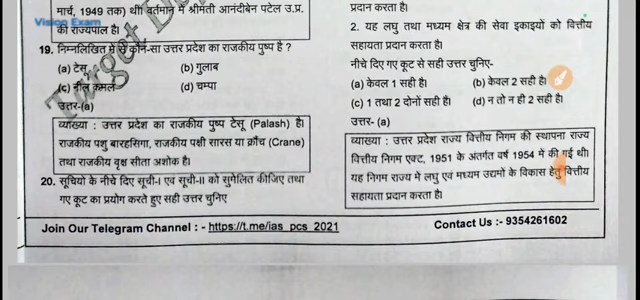 Vision Exam
मार्च, 1949 तक) थीं। वर्तमान में श्रीमती आनंदीबेन पटेल उ.प्र.
की राज्यपाल है।
19. निम्नलिखित में से कौन-सा उत्तर प्रदेश का राजकीय पुष्प है ?
(a) टेसू (b) गुलाब
(c) नील कमल (d) चम्पा
उत्तर-(a)
व्याख्या : उत्तर प्रदेश का राजकीय पुष्प टेसू (Palash) है।
राजकीय पशु बारहसिगा, राजकीय पक्षी सारस या क्रौंच (Crane)
तथा राजकीय वृक्ष सीता अशोक है।
20. सूचियों के नीचे दिए सूची-I एवं सूची-II को सुमेलित कीजिए तथा
गए कूट का प्रयोग करते हुए सही उत्तर चुनिए
प्रदान करता है।
2. यह लघु तथा मध्यम क्षेत्र की सेवा इकाइयों को वित्तीय
सहायता प्रदान करता है।
नीचे दिए गए कूट से सही उत्तर चुनिए-
(a) केवल 1 सही है। (b) केवल 2 सही है।
(c) 1 तथा 2 दोनों सही है। (d) न तो न ही 2 सही है।
उत्तर- (a)
व्याख्या : उत्तर प्रदेश राज्य वित्तीय निगम की स्थापना राज्य
वित्तीय निगम एक्ट, 1951 के अंतर्गत वर्ष 1954 में की गई थी।
यह निगम राज्य में लघु एवं मध्यम उद्यमों के विकास हेतु वित्तीय
सहायता प्रदान करता है।
Join Our Telegram Channel : - https://t.me/ias_pcs_2021
Contact Us :- 9354261602
Target